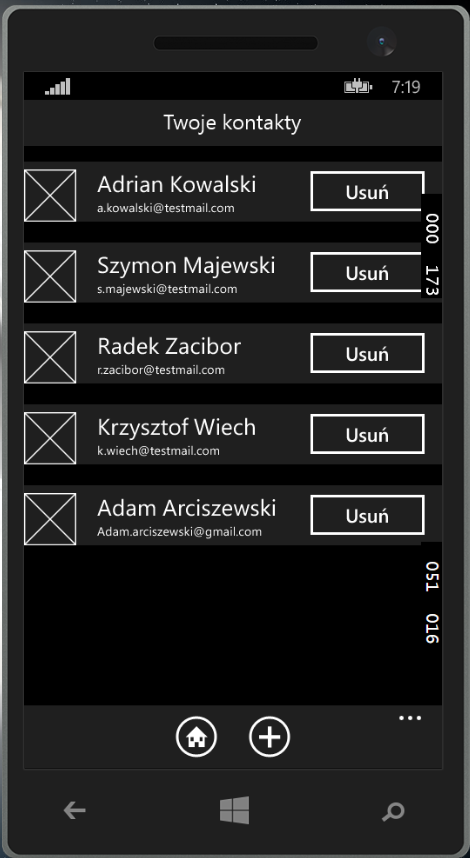 7:19
Twoje kontakty
Adrian Kowalski
a.kowalski@testmail.com
Usuń
000
173
Szymon Majewski
s.majewski@testmail.com
Usuń
Radek Zacibor
r.zacibor@testmail.com
Usuń
Krzysztof Wiech
k.wiech@testmail.com
Usuń
Adam Arciszewski
Adam.arciszewski@gmail.com
Usuń
051
016